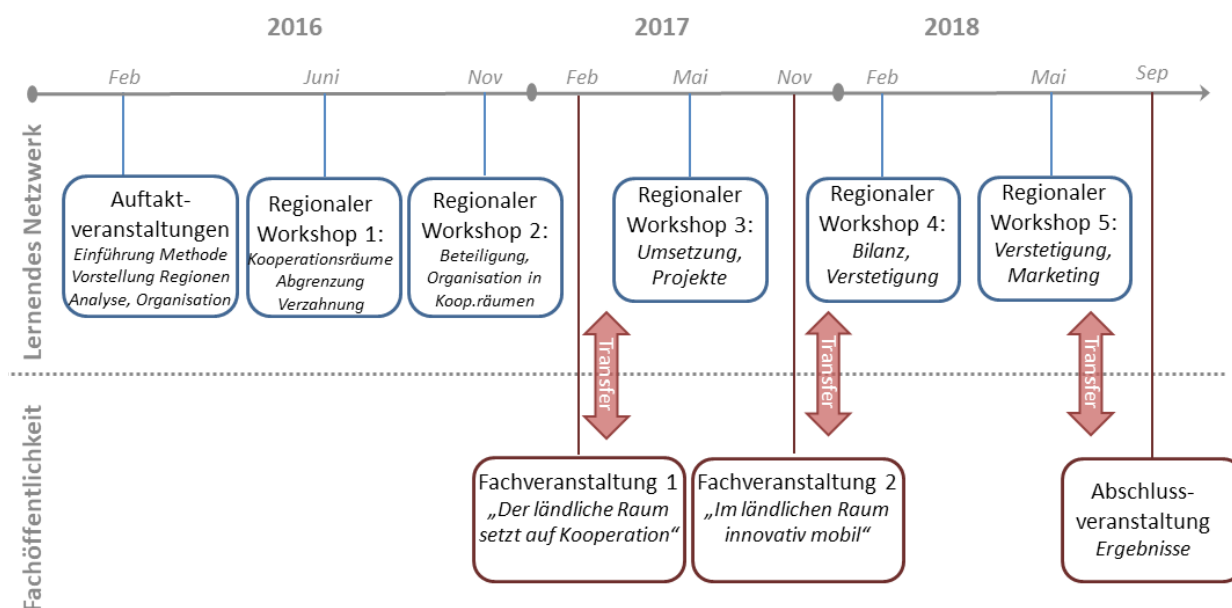 2016
2017
2018
Feb
Juni
Nov
Feb
Mai
Nov
Feb
Mai
Sep
Lernendes Netzwerk
Auftakt-
veranstaltungen
Einführung Methode
Vorstellung Regionen
Analyse, Organisation
Regionaler
Workshop 1:
Kooperationsräume
Abgrenzung
Verzahnung
Regionaler
Workshop 2:
Beteiligung,
Organisation in
Koop.räumen
Regionaler
Workshop 3:
Umsetzung,
Projekte
Regionaler
Workshop 4:
Bilanz,
Verstetigung
Regionaler
Workshop 5:
Verstetigung,
Marketing
Transfer
Transfer
Transfer
Fachöffentlichkeit
Fachveranstaltung 1
„Der ländliche Raum
setzt auf Kooperation“
Fachveranstaltung 2
„Im ländlichen Raum
innovativ mobil“
Abschluss-
veranstaltung
Ergebnisse